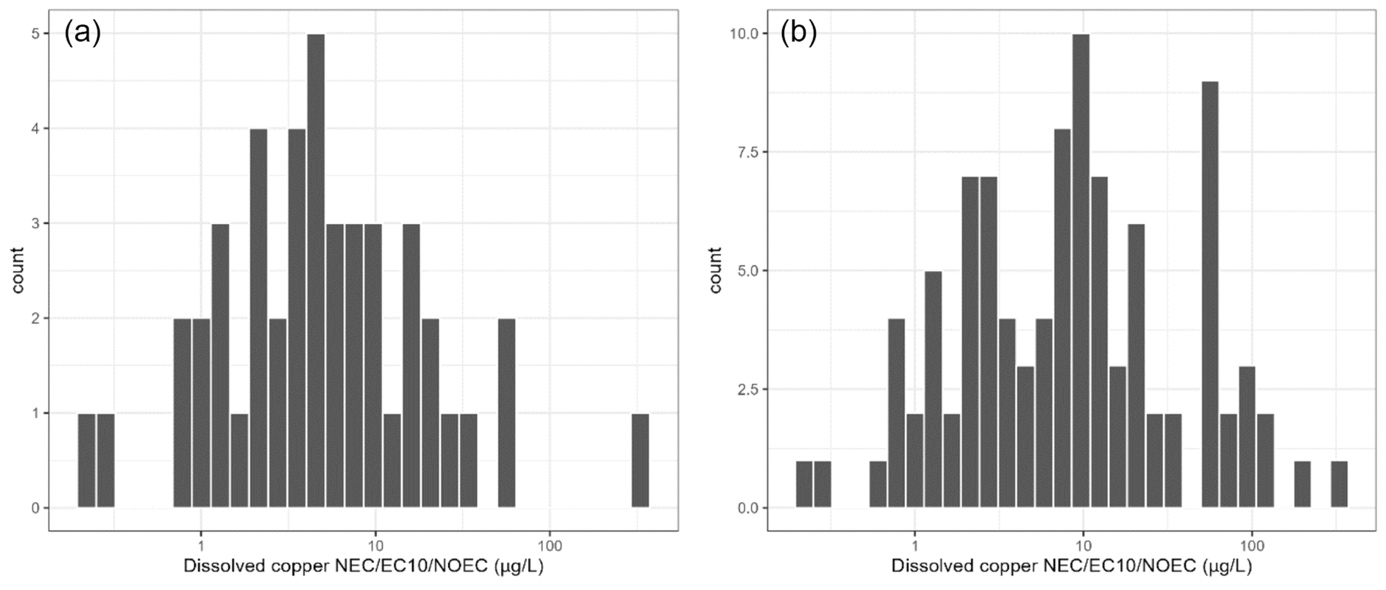 (a)
5
4
3
2
1
0
count
1 10 100
Dissolved copper NEC/EC10/NOEC (µg/L)
(b)
10.0
7.5
5.0
2.5
0.0
count
1 10 100
Dissolved copper NEC/EC10/NOEC (µg/L)